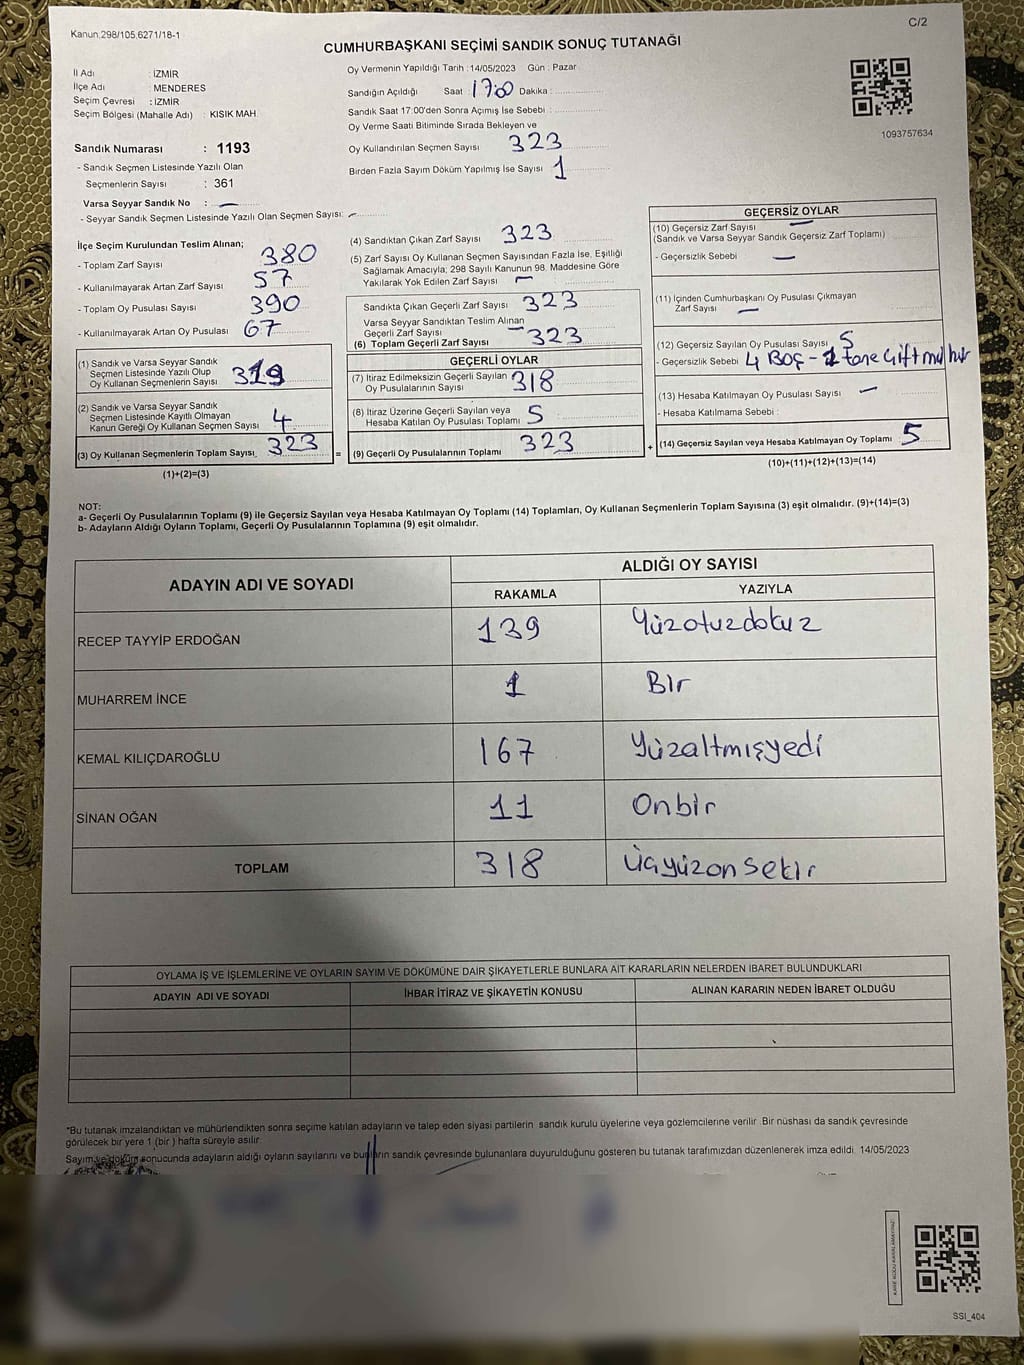 Kanun.298/105,6271/18-1
C/2
CUMHURBAŞKANI SEÇİMİ SANDIK SONUÇ TUTANAĞI
İl Adı : İZMİR
İlçe Adı : MENDERES
Seçim Çevresi : İZMİR
Seçim Bölgesi (Mahalle Adı) : KISIK MAH
Sandık Numarası : 1193
- Sandık Seçmen Listesinde Yazılı Olan
Seçmenlerin Sayısı : 361
Varsa Seyyar Sandık No : -
- Seyyar Sandık Seçmen Listesinde Yazılı Olan Seçmen Sayısı: -
Oy Vermenin Yapıldığı Tarih :14/05/2023 Gün : Pazar
Sandığın Açıldığı Saat 17:00 Dakika :
Sandık Saat 17:00'den Sonra Açımış İse Sebebi :
Oy Verme Saati Bitiminde Sırada Bekleyen ve
Oy Kullandırılan Seçmen Sayısı 323
Birden Fazla Sayım Döküm Yapılmış İse Sayısı 1
1093757634
İlçe Seçim Kurulundan Teslim Alınan;
- Toplam Zarf Sayısı 380
- Kullanılmayarak Artan Zarf Sayısı 57
- Toplam Oy Pusulası Sayısı 390
- Kullanılmayarak Artan Oy Pusulası 67
(1) Sandık ve Varsa Seyyar Sandık
Seçmen Listesinde Yazılı Olup
Oy Kullanan Seçmenlerin Sayısı 319
(2) Sandık ve Varsa Seyyar Sandık
Seçmen Listesinde Kayıtlı Olmayan
Kanun Gereği Oy Kullanan Seçmen Sayısı 4
(3) Oy Kullanan Seçmenlerin Toplam Sayısı 323 =
(1)+(2)=(3)
(4) Sandıktan Çıkan Zarf Sayısı 323
(5) Zarf Sayısı Oy Kullanan Seçmen Sayısından Fazla İse, Eşitliği
Sağlamak Amacıyla; 298 Sayılı Kanunun 98. Maddesine Göre
Yakılarak Yok Edilen Zarf Sayısı -
Sandıkta Çıkan Geçerli Zarf Sayısı 323
Varsa Seyyar Sandıktan Teslim Alınan
Geçerli Zarf Sayısı -
(6) Toplam Geçerli Zarf Sayısı 323
GEÇERLİ OYLAR
(7) İtiraz Edilmeksizin Geçerli Sayılan
Oy Pusulalarının Sayısı 318
(8) İtiraz Üzerine Geçerli Sayılan veya
Hesaba Katılan Oy Pusulası Toplamı 5
(9) Geçerli Oy Pusulalarının Toplamı 323 +
GEÇERSİZ OYLAR
(10) Geçersiz Zarf Sayısı -
(Sandık ve Varsa Seyyar Sandık Geçersiz Zarf Toplamı)
- Geçersizlik Sebebi -
(11) İçinden Cumhurbaşkanı Oy Pusulası Çıkmayan
Zarf Sayısı -
(12) Geçersiz Sayılan Oy Pusulası Sayısı 5
- Geçersizlik Sebebi 4 Boş - 1 tane Çift mühür
(13) Hesaba Katılmayan Oy Pusulası Sayısı -
- Hesaba Katılmama Sebebi :
(14) Geçersiz Sayılan veya Hesaba Katılmayan Oy Toplamı 5
(10)+(11)+(12)+(13)=(14)
NOT:
a- Geçerli Oy Pusulalarının Toplamı (9) ile Geçersiz Sayılan veya Hesaba Katılmayan Oy Toplamı (14) Toplamları, Oy Kullanan Seçmenlerin Toplam Sayısına (3) eşit olmalıdır. (9)+(14)=(3)
b- Adayların Aldığı Oyların Toplamı, Geçerli Oy Pusulalarının Toplamına (9) eşit olmalıdır.
ADAYIN ADI VE SOYADI
ALDIĞI OY SAYISI
RAKAMLA YAZIYLA
RECEP TAYYİP ERDOĞAN 139 Yüzotuzdokuz
MUHARREM İNCE 1 Bir
KEMAL KILIÇDAROĞLU 167 Yüzaltmışyedi
SİNAN OĞAN 11 Onbir
TOPLAM 318 Üçyüzonsekiz
OYLAMA İŞ VE İŞLEMLERİNE VE OYLARIN SAYIM VE DÖKÜMÜNE DAİR ŞİKAYETLERLE BUNLARA AİT KARARLARIN NELERDEN İBARET BULUNDUKLARI
ADAYIN ADI VE SOYADI İHBAR İTİRAZ VE ŞİKAYETİN KONUSU ALINAN KARARIN NEDEN İBARET OLDUĞU
*Bu tutanak imzalandıktan ve mühürlendikten sonra seçime katılan adayların ve talep eden siyasi partilerin sandık kurulu üyelerine veya gözlemcilerine verilir. Bir nüshası da sandık çevresinde
görülecek bir yere 1 (bir ) hafta süreyle asılır.
Sayım ve döküm sonucunda adayların aldığı oyların sayılarını ve bunların sandık çevresinde bulunanlara duyurulduğunu gösteren bu tutanak tarafımızdan düzenlenerek imza edildi. 14/05/2023
KARE KODU KARALAMAYINIZ!
SSI_404